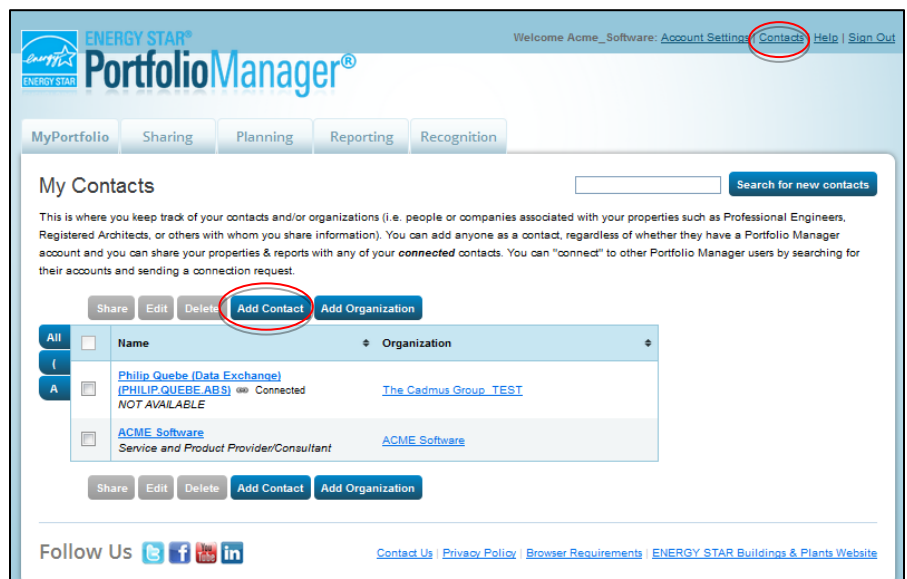 ENERGY STAR®
PortfolioManager®
energy
ENERGY STAR
Welcome Acme_Software: Account Settings | Contacts | Help | Sign Out
MyPortfolio Sharing Planning Reporting Recognition
My Contacts
Search for new contacts
This is where you keep track of your contacts and/or organizations (i.e. people or companies associated with your properties such as Professional Engineers,
Registered Architects, or others with whom you share information). You can add anyone as a contact, regardless of whether they have a Portfolio Manager
account and you can share your properties & reports with any of your connected contacts. You can "connect" to other Portfolio Manager users by searching for
their accounts and sending a connection request.
Share Edit Delete Add Contact Add Organization
All
(
A
Name Organization
Philip Quebe (Data Exchange)
(PHILIP.QUEBE.ABS) Connected
NOT AVAILABLE
The Cadmus Group TEST
ACME Software
Service and Product Provider/Consultant
ACME Software
Share Edit Delete Add Contact Add Organization
Follow Us You Tube in
Contact Us | Privacy Policy | Browser Requirements | ENERGY STAR Buildings & Plants Website